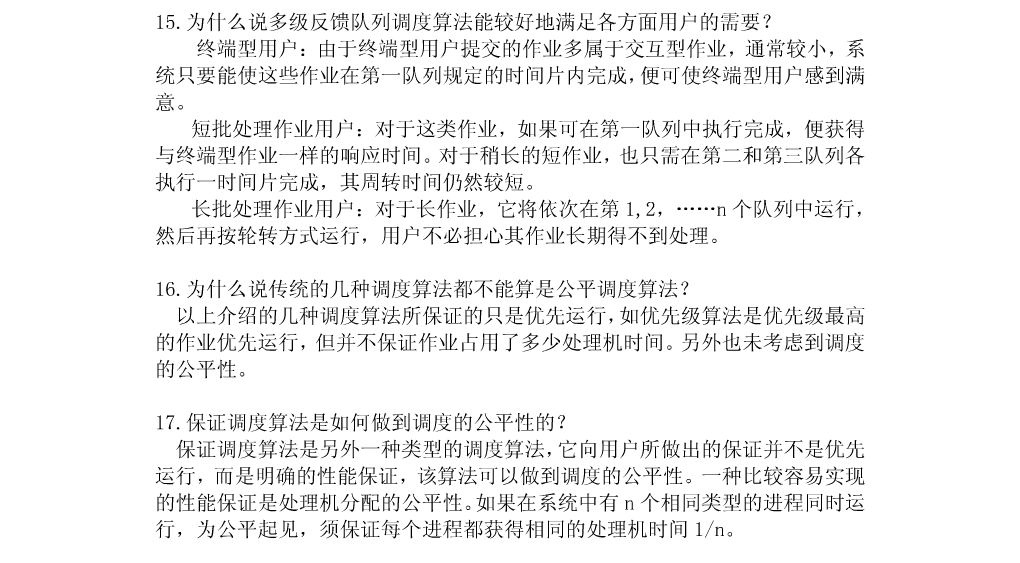 15.为什么说多级反馈队列调度算法能较好地满足各方面用户的需要？
终端型用户：由于终端型用户提交的作业多属于交互型作业，通常较小，系
统只要能使这些作业在第一队列规定的时间片内完成，便可使终端型用户感到满
意。
短批处理作业用户：对于这类作业，如果可在第一队列中执行完成，便获得
与终端型作业一样的响应时间。对于稍长的短作业，也只需在第二和第三队列各
执行一时间片完成，其周转时间仍然较短。
长批处理作业用户：对于长作业，它将依次在第 1,2，……n 个队列中运行，
然后再按轮转方式运行，用户不必担心其作业长期得不到处理。
16.为什么说传统的几种调度算法都不能算是公平调度算法？
以上介绍的几种调度算法所保证的只是优先运行，如优先级算法是优先级最高
的作业优先运行，但并不保证作业占用了多少处理机时间。另外也未考虑到调度
的公平性。
17.保证调度算法是如何做到调度的公平性的？
保证调度算法是另外一种类型的调度算法，它向用户所做出的保证并不是优先
运行，而是明确的性能保证，该算法可以做到调度的公平性。一种比较容易实现
的性能保证是处理机分配的公平性。如果在系统中有 n 个相同类型的进程同时运
行，为公平起见，须保证每个进程都获得相同的处理机时间 1/n。